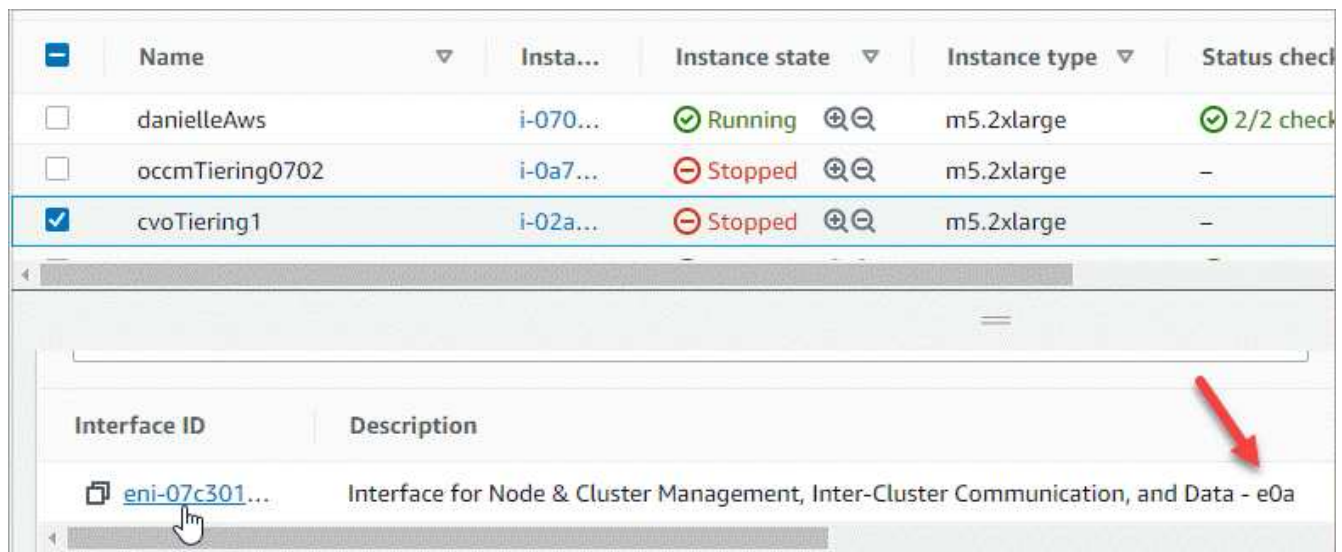 Name Insta... Instance state Instance type Status check
danielleAws i-070... Running m5.2xlarge 2/2 check
occmTiering0702 i-0a7... Stopped m5.2xlarge –
cvoTiering1 i-02a... Stopped m5.2xlarge –
Interface ID Description
eni-07c301... Interface for Node & Cluster Management, Inter-Cluster Communication, and Data - e0a